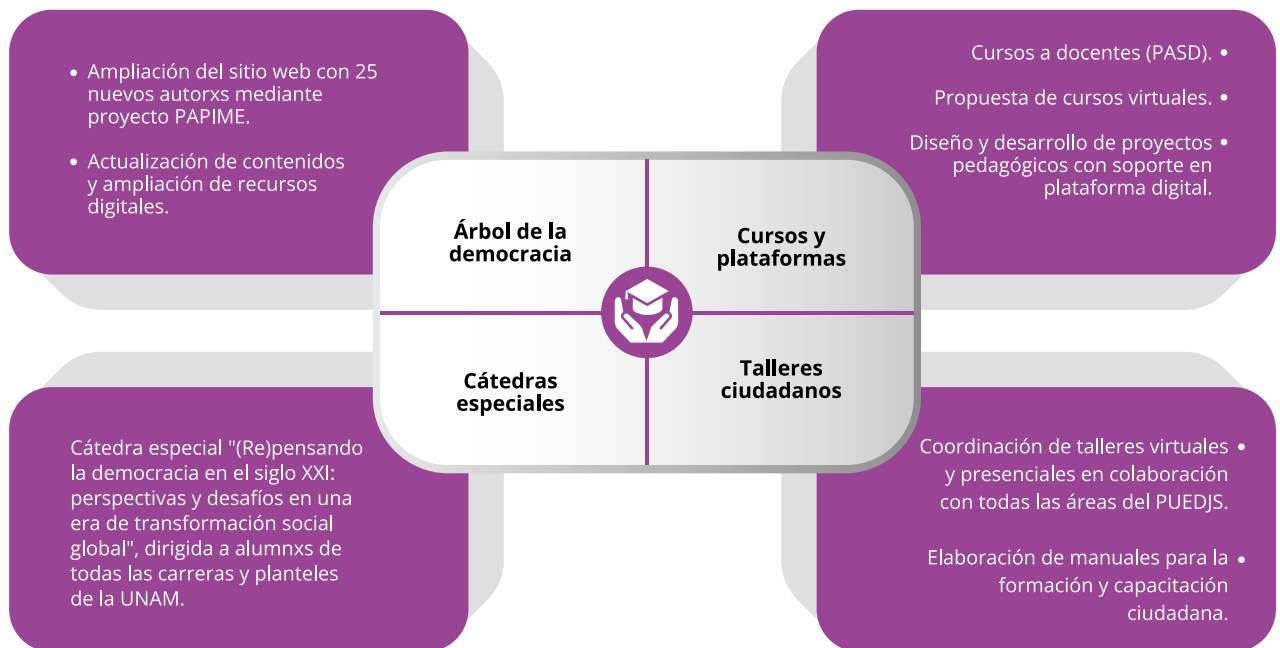 • Ampliación del sitio web con 25
nuevos autorxs mediante
proyecto PAPIME.
• Actualización de contenidos
y ampliación de recursos
digitales.
Cursos a docentes (PASD). •
Propuesta de cursos virtuales. •
Diseño y desarrollo de proyectos •
pedagógicos con soporte en
plataforma digital.
Árbol de la
democracia
Cursos y
plataformas
Cátedras
especiales
Talleres
ciudadanos
Cátedra especial "(Re)pensando
la democracia en el siglo XXI:
perspectivas y desafíos en una
era de transformación social
global", dirigida a alumnxs de
todas las carreras y planteles
de la UNAM.
Coordinación de talleres virtuales •
y presenciales en colaboración
con todas las áreas del PUEDJS.
Elaboración de manuales para la •
formación y capacitación
ciudadana.